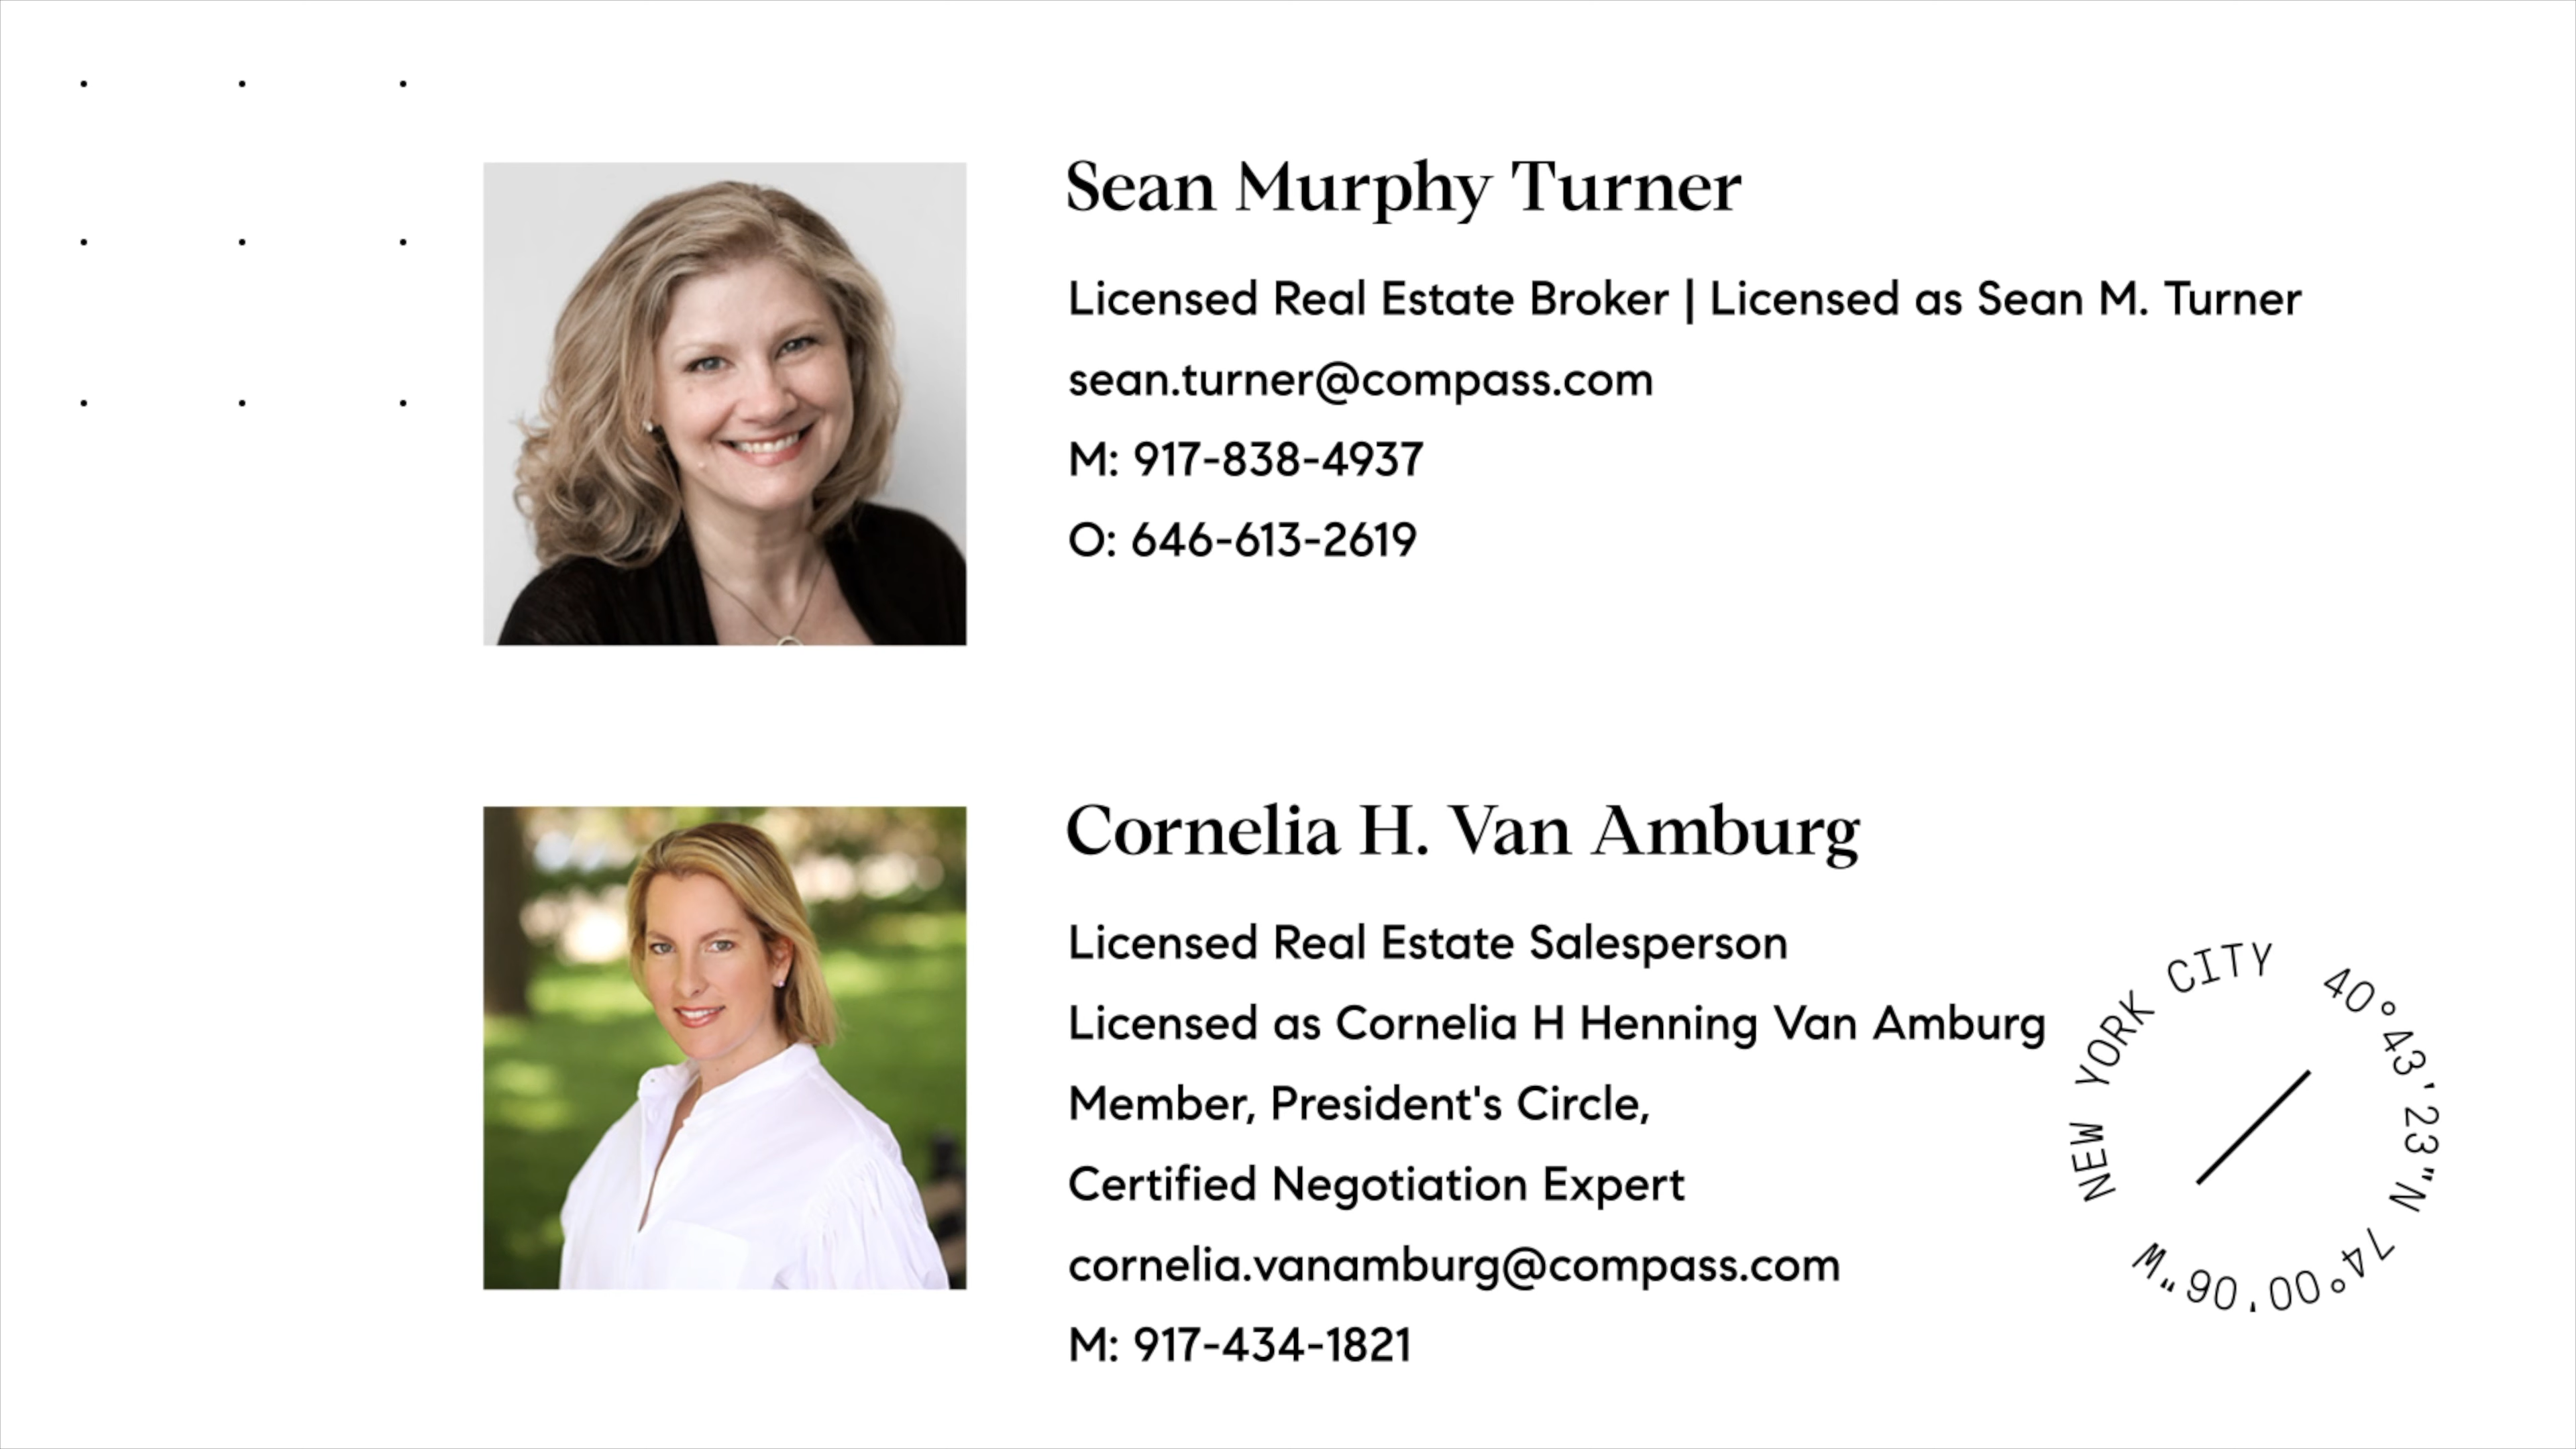 Sean Murphy Turner
Licensed Real Estate Broker | Licensed as Sean M. Turner
sean.turner@compass.com
M: 917-838-4937
O: 646-613-2619
Cornelia H. Van Amburg
Licensed Real Estate Salesperson
Licensed as Cornelia H Henning Van Amburg
Member, President's Circle,
Certified Negotiation Expert
cornelia.vanamburg@compass.com
M: 917-434-1821
NEW YORK CITY 40°43'23"N 74°00'06"W